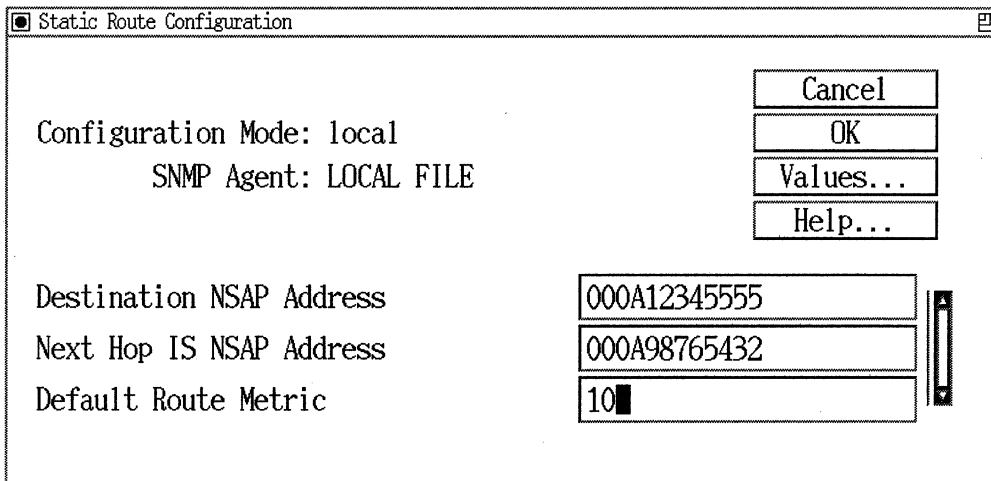 Static Route Configuration
Cancel
Configuration Mode: local
OK
SNMP Agent: LOCAL FILE
Values...
Help...
Destination NSAP Address
000A12345555
Next Hop IS NSAP Address
000A98765432
Default Route Metric
10